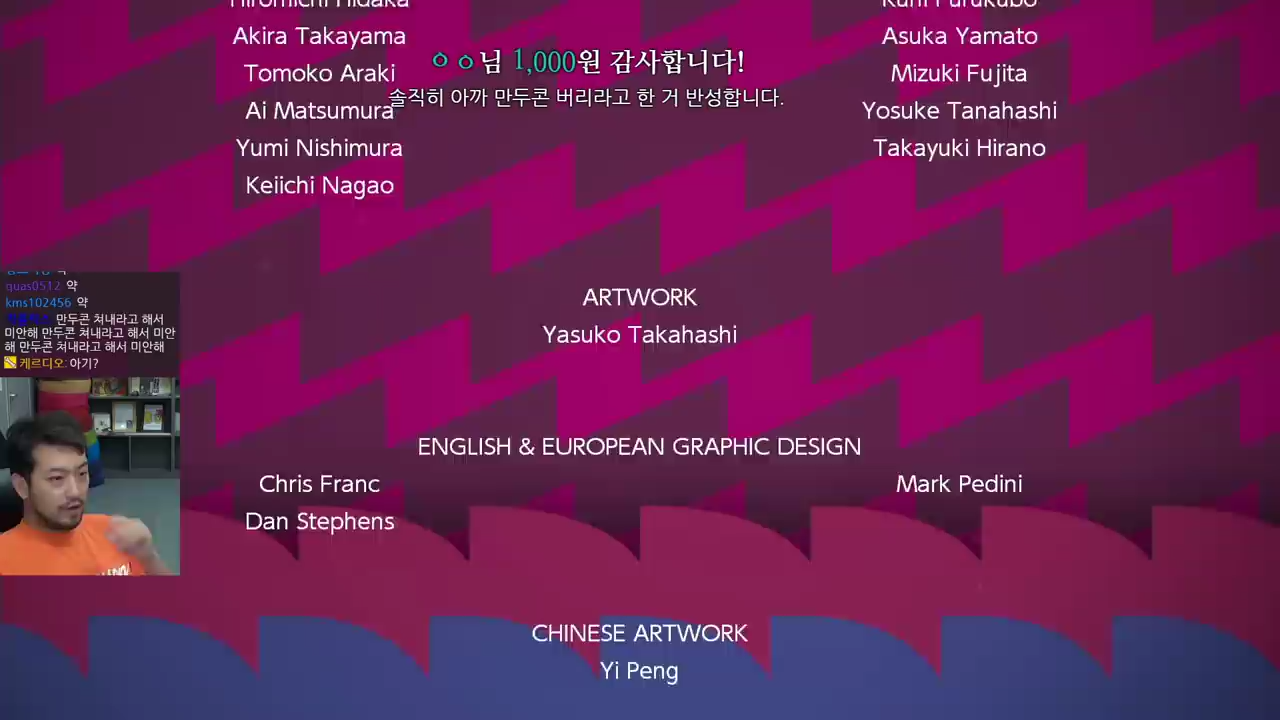 Akira Takayama
Asuka Yamato
ㅇㅇ님 1,000원 감사합니다!
Tomoko Araki
Mizuki Fujita
솔직히 아까 만두콘 버리라고 한 거 반성합니다.
Ai Matsumura
Yosuke Tanahashi
Yumi Nishimura
Takayuki Hirano
Keiichi Nagao
quas0512 약
kms102456 약
만두콘 쳐내라고 해서
미안해 만두콘 쳐내라고 해서 미안
해 만두콘 쳐내라고 해서 미안해
케르디오: 아기?
ARTWORK
Yasuko Takahashi
ENGLISH & EUROPEAN GRAPHIC DESIGN
Chris Franc
Mark Pedini
Dan Stephens
CHINESE ARTWORK
Yi Peng